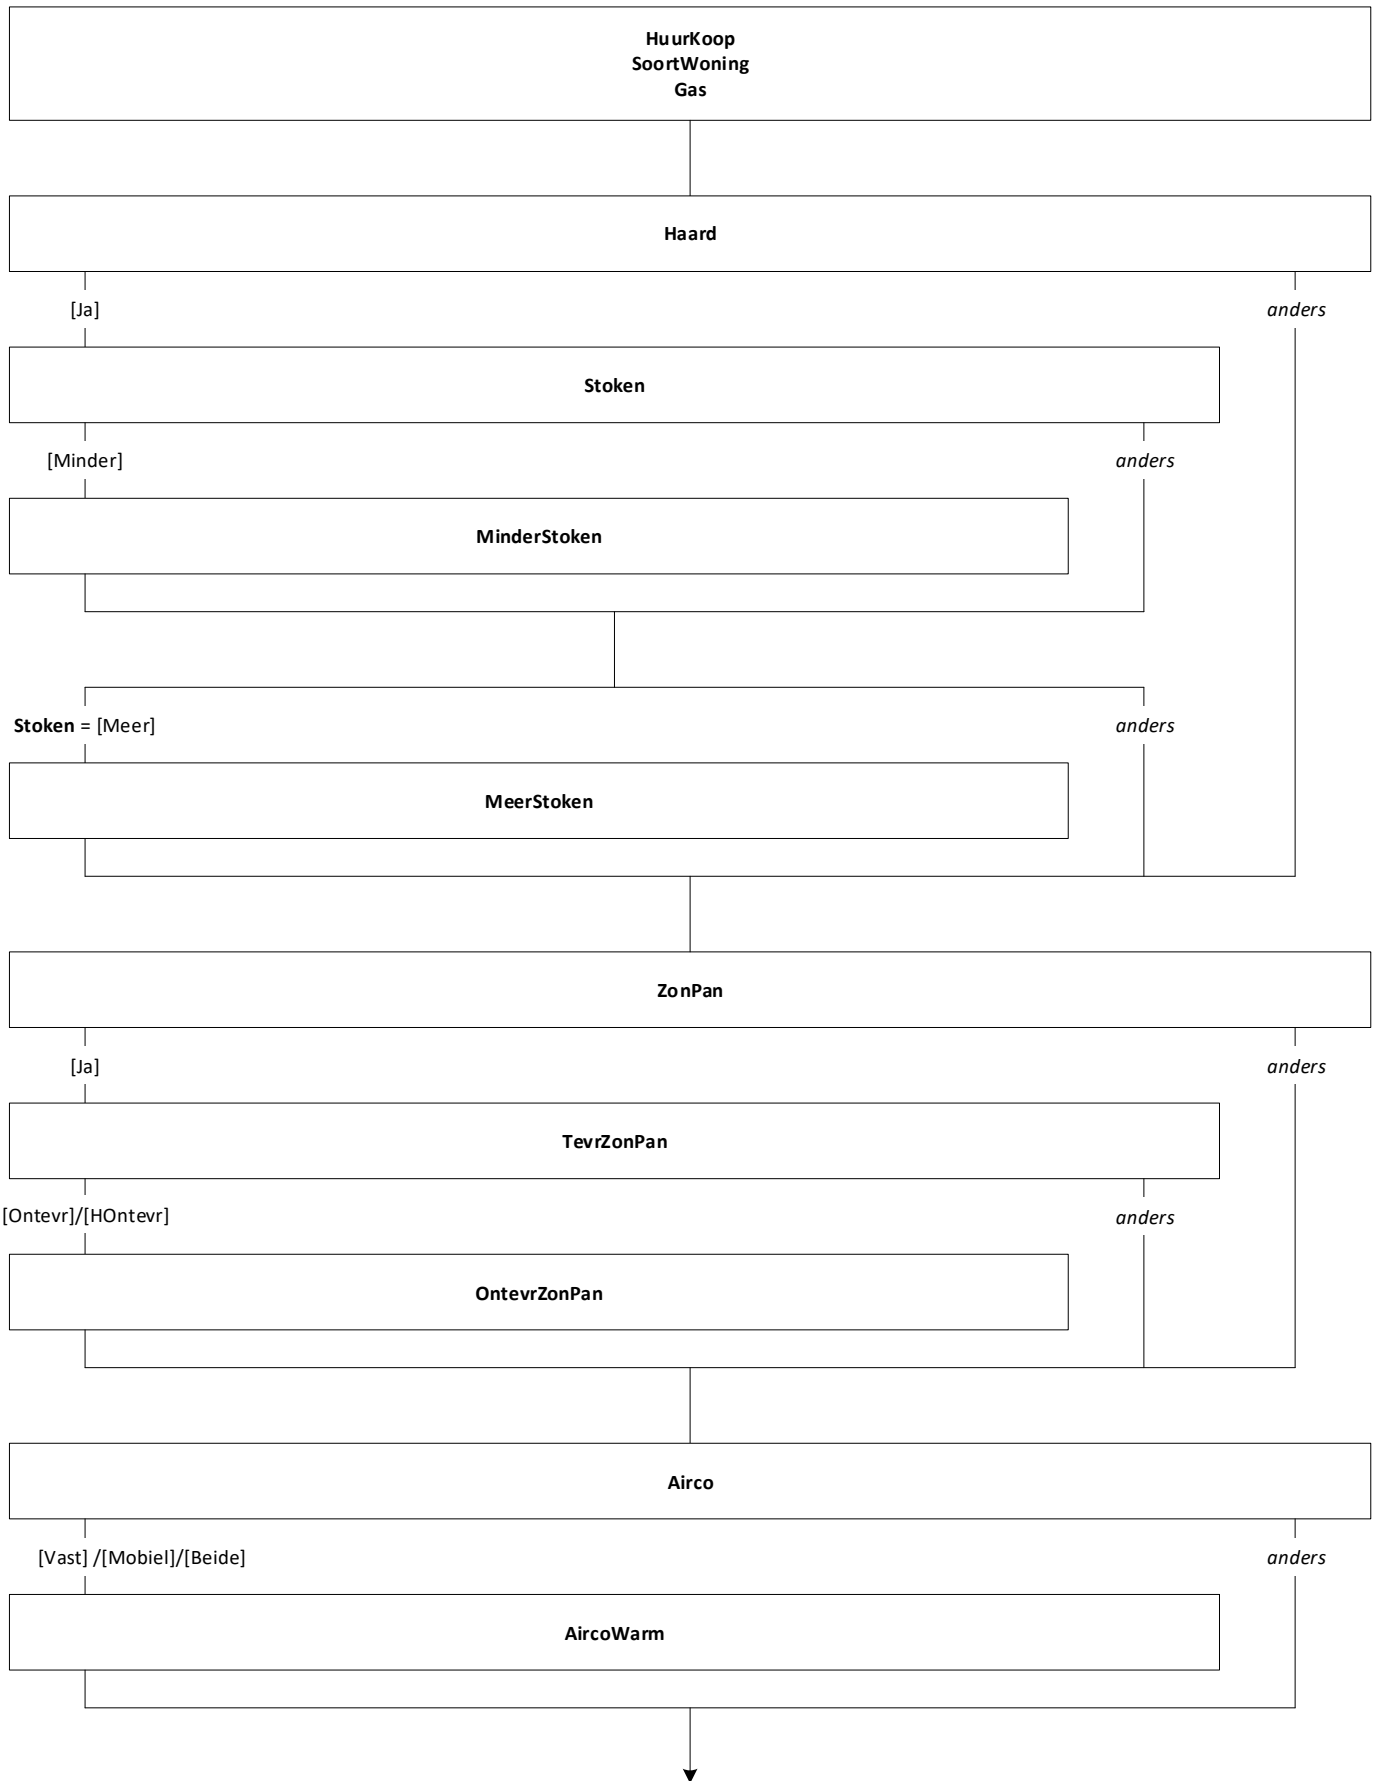 HuurKoop
SoortWoning
Gas
Haard
[Ja]
anders
Stoken
[Minder]
anders
MinderStoken
Stoken = [Meer]
anders
MeerStoken
ZonPan
[Ja]
anders
TevrZonPan
[Ontevr]/[HOntevr]
anders
OntevrZonPan
Airco
[Vast] /[Mobiel]/[Beide]
anders
AircoWarm